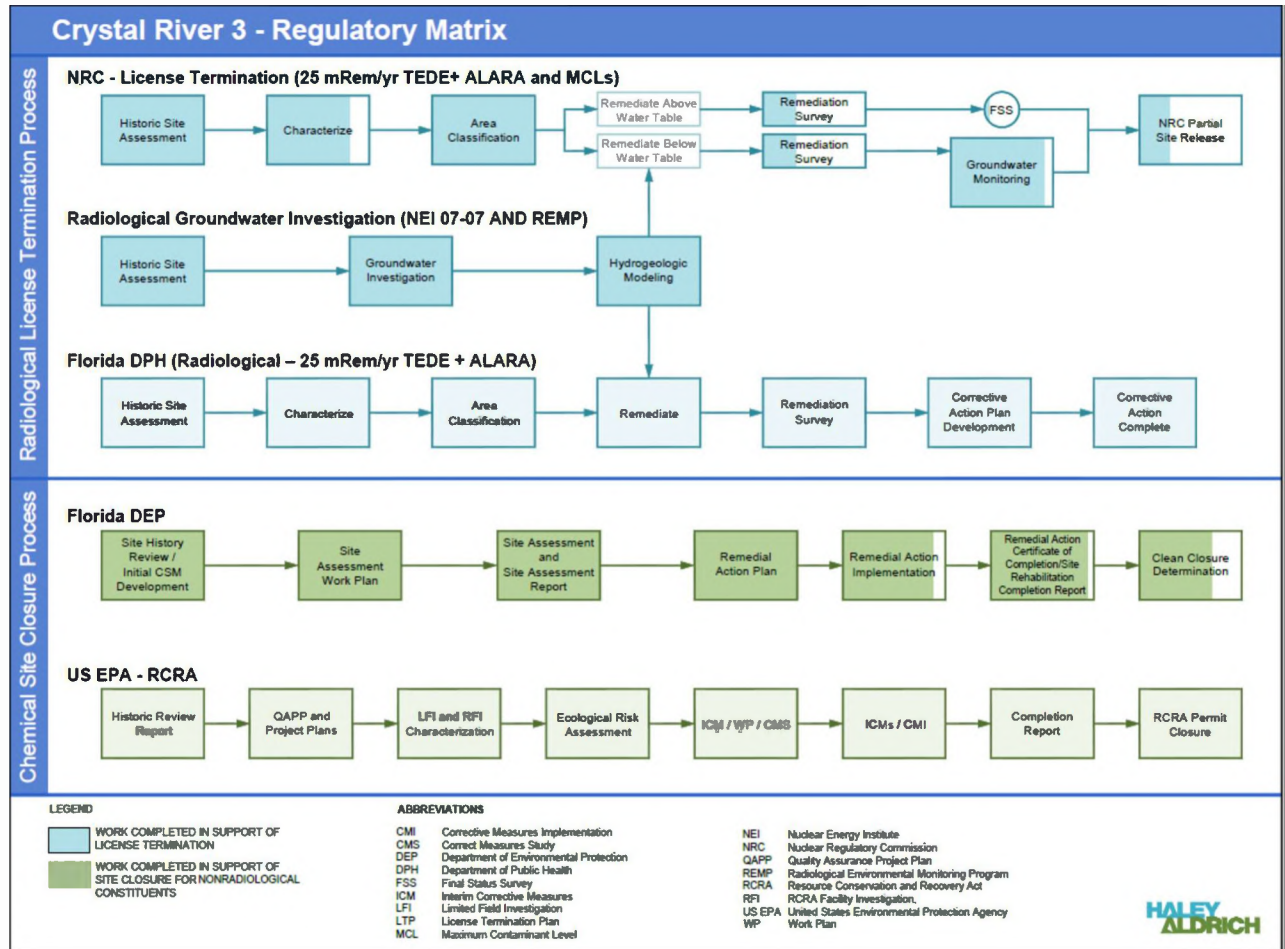 Crystal River 3 - Regulatory Matrix
Radiological License Termination Process
NRC - License Termination (25 mRem/yr TEDE+ ALARA and MCLs)
Historic Site
Assessment
Characterize
Area
Classification
Remediate Above
Water Table
Remediate Below
Water Table
Remediation
Survey
Remediation
Survey
FSS
Groundwater
Monitoring
NRC Partial
Site Release
Radiological Groundwater Investigation (NEI 07-07 AND REMP)
Historic Site
Assessment
Groundwater
Investigation
Hydrogeologic
Modeling
Florida DPH (Radiological – 25 mRem/yr TEDE + ALARA)
Historic Site
Assessment
Characterize
Area
Classification
Remediate
Remediation
Survey
Corrective
Action Plan
Development
Corrective
Action
Complete
Chemical Site Closure Process
Florida DEP
Site History
Review /
Initial CSM
Development
Site
Assessment
Work Plan
Site Assessment
and
Site Assessment
Report
Remedial
Action Plan
Remedial Action
Implementation
Remedial Action
Certificate of
Completion/Site
Rehabilitation
Completion Report
Clean Closure
Determination
US EPA - RCRA
Historic Review
Report
QAPP and
Project Plans
LFI and RFI
Characterization
Ecological Risk
Assessment
ICM / WP / CMS
ICMs / CMI
Completion
Report
RCRA Permit
Closure
LEGEND
WORK COMPLETED IN SUPPORT OF
LICENSE TERMINATION
WORK COMPLETED IN SUPPORT OF
SITE CLOSURE FOR NONRADIOLOGICAL
CONSTITUENTS
ABBREVIATIONS
CMI Corrective Measures Implementation
CMS Correct Measures Study
DEP Department of Environmental Protection
DPH Department of Public Health
FSS Final Status Survey
ICM Interim Corrective Measures
LFI Limited Field Investigation
LTP License Termination Plan
MCL Maximum Contaminant Level
NEI Nuclear Energy Institute
NRC Nuclear Regulatory Commission
QAPP Quality Assurance Project Plan
REMP Radiological Environmental Monitoring Program
RCRA Resource Conservation and Recovery Act
RFI RCRA Facility Investigation.
US EPA United States Environmental Protection Agency
WP Work Plan
HALEY
ALDRICH